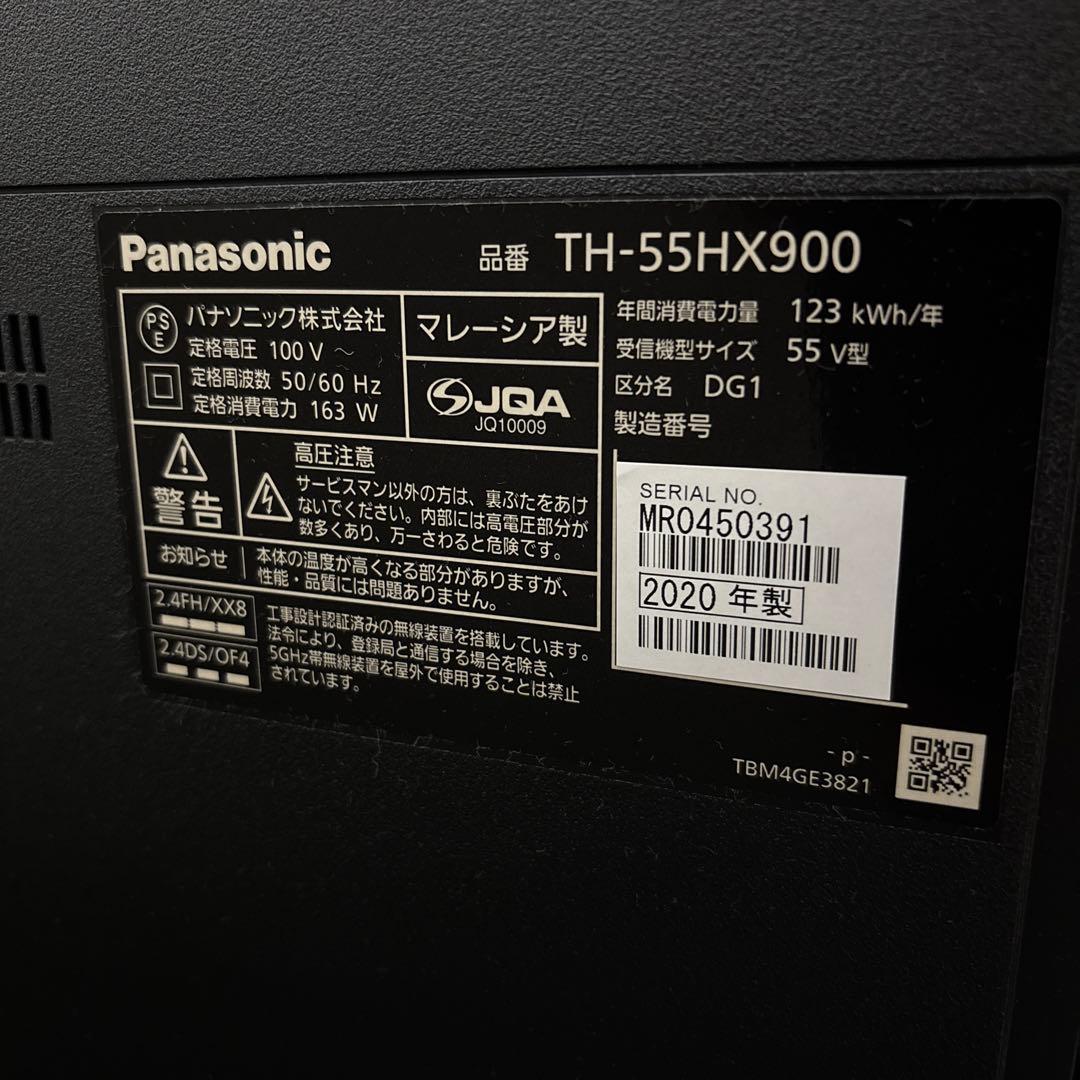 Panasonic
品番 TH-55HX900
PS
E
パナソニック株式会社
定格電圧 100 V ～
定格周波数 50/60 Hz
定格消費電力 163 W
マレーシア製
JQA
JQ10009
年間消費電力量 123 kWh/年
受信機型サイズ 55 V型
区分名 DG1
製造番号
警告
高圧注意
サービスマン以外の方は、裏ぶたをあけ
ないでください。内部には高電圧部分が
数多くあり、万一さわると危険です。
お知らせ
本体の温度が高くなる部分がありますが、
性能・品質には問題ありません。
2.4FH/XX8
2.4DS/OF4
工事設計認証済みの無線装置を搭載しています。
法令により、登録局と通信する場合を除き、
5GHz帯無線装置を屋外で使用することは禁止
されています。
SERIAL NO.
MR0450391
2020 年製
- p -
TBM4GE3821